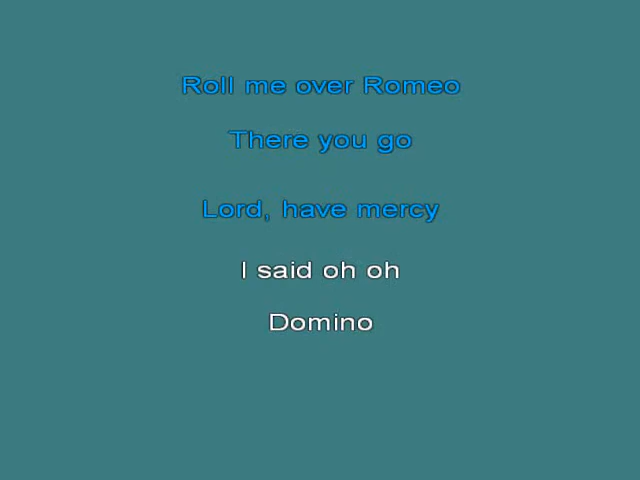 Roll me over Romeo
There you go
Lord, have mercy
I said oh oh
Domino